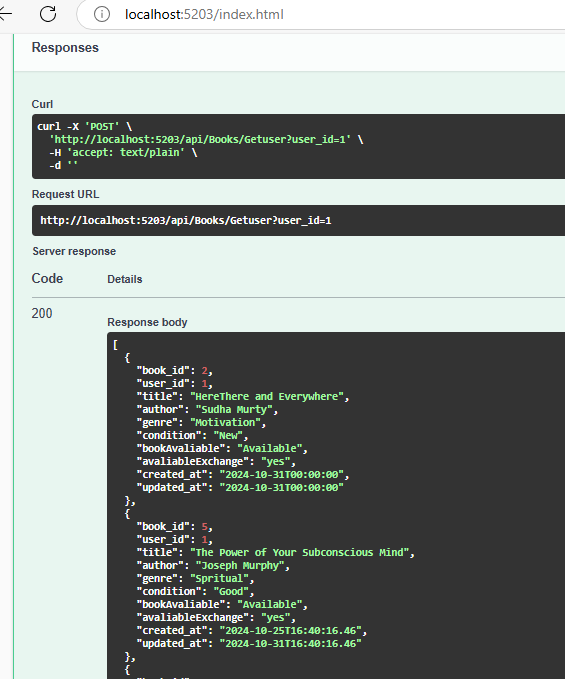 localhost:5203/index.html
Responses
Curl
curl -X 'POST' \
  'http://localhost:5203/api/Books/Getuser?user_id=1' \
  -H 'accept: text/plain' \
  -d ''
Request URL
http://localhost:5203/api/Books/Getuser?user_id=1
Server response
Code Details
200
Response body
[
  {
    "book_id": 2,
    "user_id": 1,
    "title": "HereThere and Everywhere",
    "author": "Sudha Murty",
    "genre": "Motivation",
    "condition": "New",
    "bookAvaliable": "Available",
    "avaliableExchange": "yes",
    "created_at": "2024-10-31T00:00:00",
    "updated_at": "2024-10-31T00:00:00"
  },
  {
    "book_id": 5,
    "user_id": 1,
    "title": "The Power of Your Subconscious Mind",
    "author": "Joseph Murphy",
    "genre": "Spritual",
    "condition": "Good",
    "bookAvaliable": "Available",
    "avaliableExchange": "yes",
    "created_at": "2024-10-25T16:40:16.46",
    "updated_at": "2024-10-31T16:40:16.46"
  },
  {